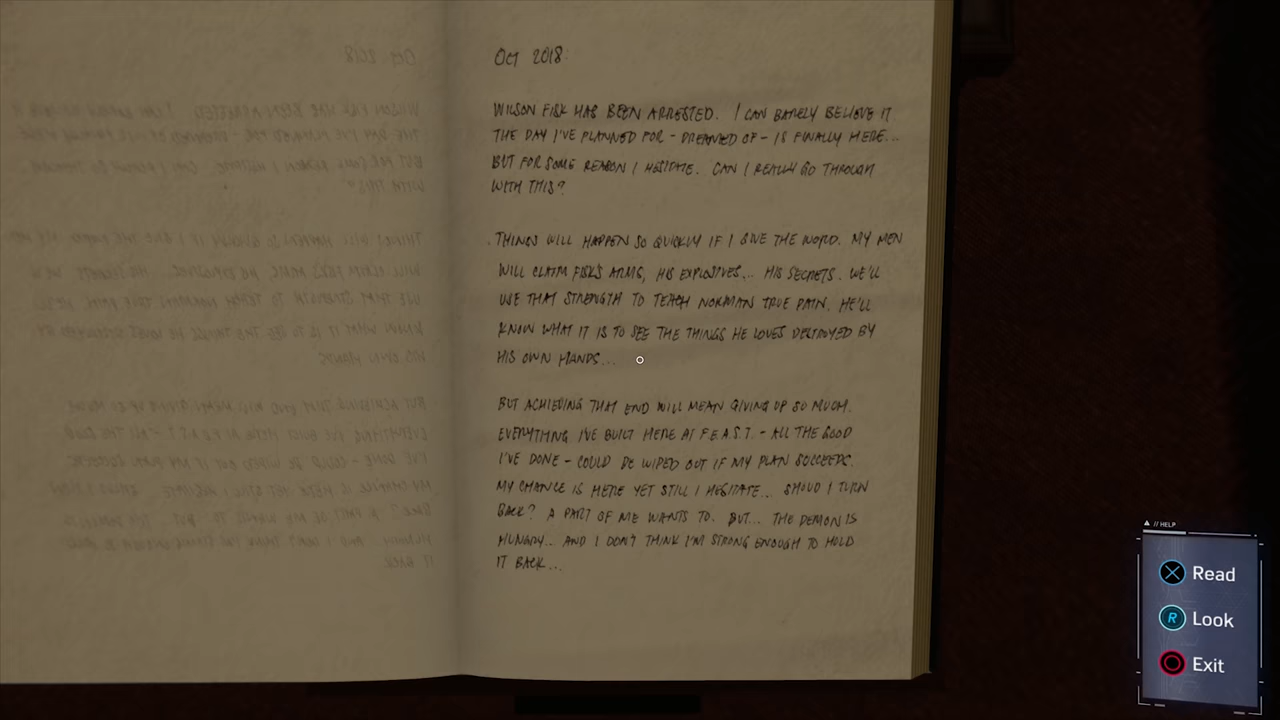 Oct 2018:
WILSON FISK HAS BEEN ARRESTED. I CAN BARELY BELIEVE IT.
THE DAY I'VE PLANNED FOR - DREAMED OF - IS FINALLY HERE...
BUT FOR SOME REASON I HESITATE. CAN I REALLY GO THROUGH
WITH THIS?
THINGS WILL HAPPEN SO QUICKLY IF I GIVE THE WORD. MY MEN
WILL CLAIM FISK'S ARMS, HIS EXPLOSIVES... HIS SECRETS. WE'LL
USE THAT STRENGTH TO TEACH NORMAN TRUE PAIN. HE'LL
KNOW WHAT IT IS TO SEE THE THINGS HE LOVES DESTROYED BY
HIS OWN HANDS...
BUT ACHIEVING THAT END WILL MEAN GIVING UP SO MUCH.
EVERYTHING I'VE BUILT HERE AT F.E.A.S.T. - ALL THE GOOD
I'VE DONE - COULD BE WIPED OUT IF MY PLAN SUCCEEDS.
MY CHANCE IS HERE YET STILL I HESITATE... SHOUD I TURN
BACK? A PART OF ME WANTS TO. BUT... THE DEMON IS
HUNGRY... AND I DON'T THINK I'M STRONG ENOUGH TO HOLD
IT BACK...
// HELP
Read
R Look
Exit